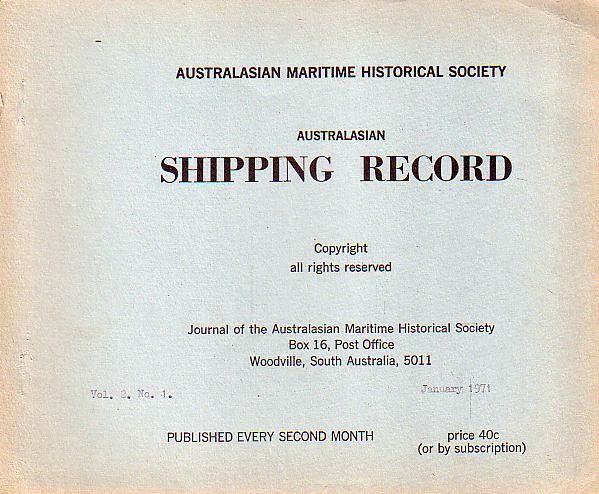 AUSTRALASIAN MARITIME HISTORICAL SOCIETY
AUSTRALASIAN
SHIPPING RECORD
Copyright
all rights reserved
Journal of the Australasian Maritime Historical Society
Box 16, Post Office
Woodville, South Australia, 5011
Vol. 2. No. 1. January 1971
PUBLISHED EVERY SECOND MONTH price 40c
(or by subscription)